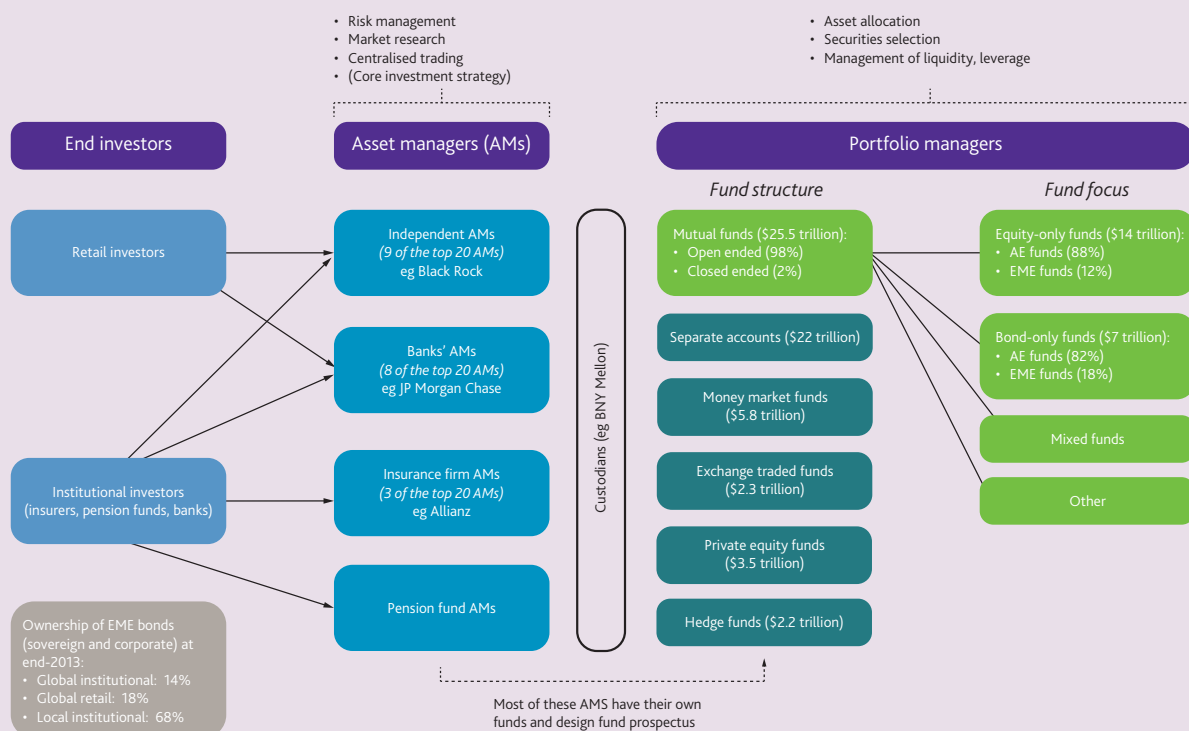 • Risk management
• Market research
• Centralised trading
• (Core investment strategy)
• Asset allocation
• Securities selection
• Management of liquidity, leverage
End investors
Asset managers (AMs)
Portfolio managers
Fund structure
Fund focus
Retail investors
Institutional investors
(insurers, pension funds, banks)
Ownership of EME bonds
(sovereign and corporate) at
end-2013:
• Global institutional: 14%
• Global retail: 18%
• Local institutional: 68%
Independent AMs
(9 of the top 20 AMs)
eg Black Rock
Banks' AMs
(8 of the top 20 AMs)
eg JP Morgan Chase
Insurance firm AMs
(3 of the top 20 AMs)
eg Allianz
Pension fund AMs
Custodians (eg BNY Mellon)
Mutual funds ($25.5 trillion):
• Open ended (98%)
• Closed ended (2%)
Separate accounts ($22 trillion)
Money market funds
($5.8 trillion)
Exchange traded funds
($2.3 trillion)
Private equity funds
($3.5 trillion)
Hedge funds ($2.2 trillion)
Equity-only funds ($14 trillion):
• AE funds (88%)
• EME funds (12%)
Bond-only funds ($7 trillion):
• AE funds (82%)
• EME funds (18%)
Mixed funds
Other
Most of these AMS have their own
funds and design fund prospectus